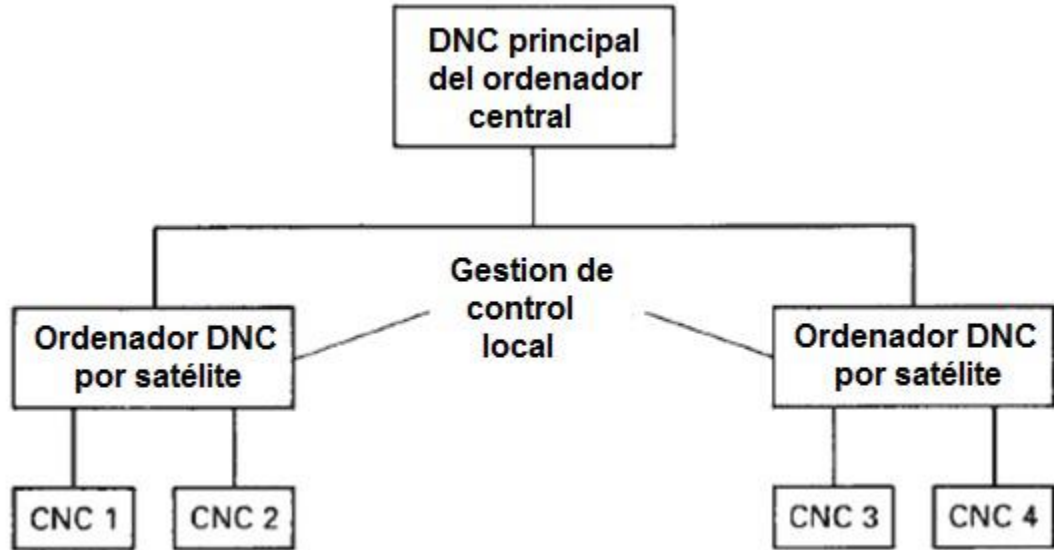 DNC principal
del ordenador
central
Gestion de
control
local
Ordenador DNC
por satélite
Ordenador DNC
por satélite
CNC 1
CNC 2
CNC 3
CNC 4